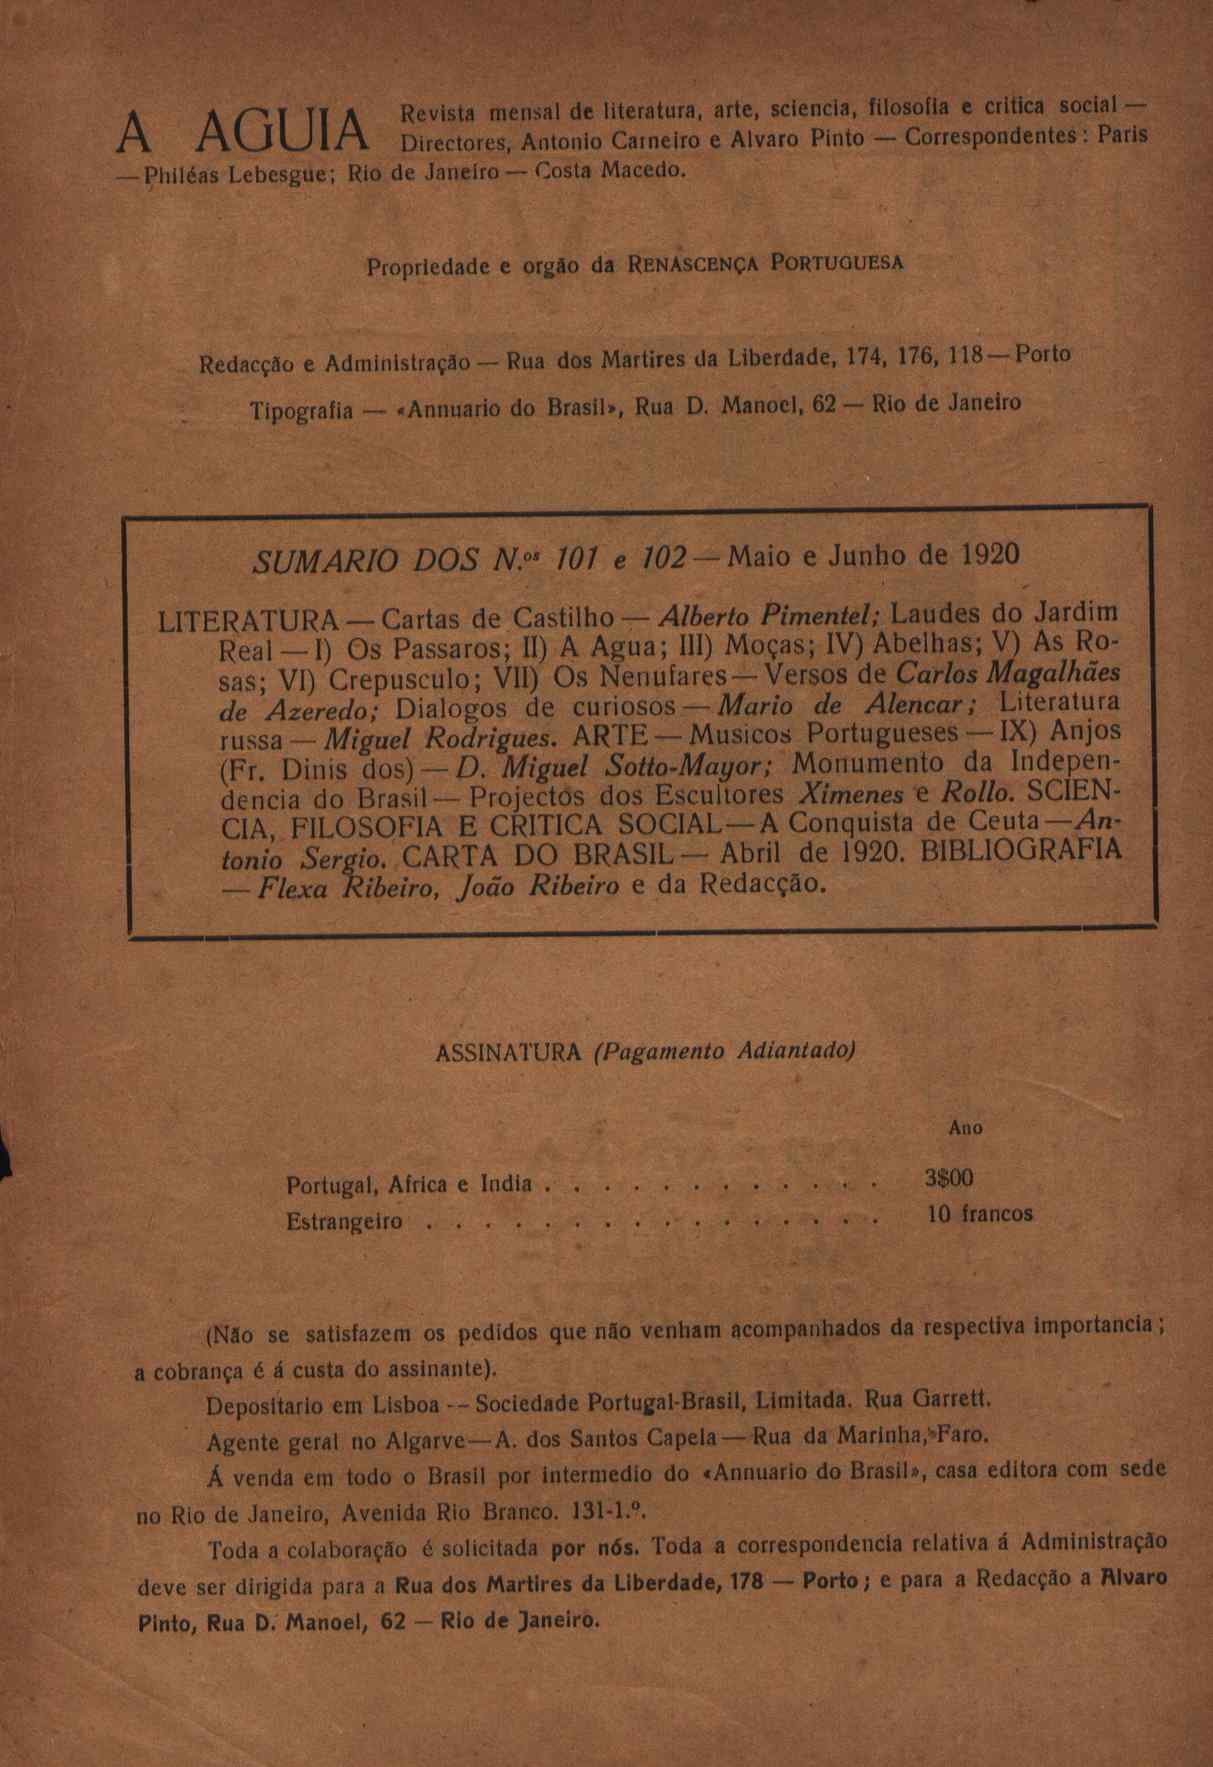 A AGUIA Revista mensal de literatura, arte, sciencia, filosofia e critica social —
Directores, Antonio Carneiro e Alvaro Pinto — Correspondentes: Paris
— Philéas Lebesgue; Rio de Janeiro — Costa Macedo.
Propriedade e orgão da RENASCENÇA PORTUGUESA
Redacção e Administração — Rua dos Martires da Liberdade, 174, 176, 118 — Porto
Tipografia — «Annuario do Brasil», Rua D. Manoel, 62 — Rio de Janeiro
SUMARIO DOS N.ºˢ 101 e 102 — Maio e Junho de 1920
LITERATURA — Cartas de Castilho — Alberto Pimentel; Laudes do Jardim
Real — I) Os Passaros; II) A Agua; III) Moças; IV) Abelhas; V) As Ro-
sas; VI) Crepusculo; VII) Os Nenufares — Versos de Carlos Magalhães
de Azeredo; Dialogos de curiosos — Mario de Alencar; Literatura
russa — Miguel Rodrigues. ARTE — Musicos Portugueses — IX) Anjos
(Fr. Dinis dos) — D. Miguel Sotto-Mayor; Monumento da Indepen-
dencia do Brasil — Projectos dos Escultores Ximenes e Rollo. SCIEN-
CIA, FILOSOFIA E CRITICA SOCIAL — A Conquista de Ceuta — An-
tonio Sergio. CARTA DO BRASIL — Abril de 1920. BIBLIOGRAFIA
— Flexa Ribeiro, João Ribeiro e da Redacção.
ASSINATURA (Pagamento Adiantado)
Ano
Portugal, Africa e India . . . . . . . . . . . . 3$00
Estrangeiro . . . . . . . . . . . . . . . . 10 francos
(Não se satisfazem os pedidos que não venham acompanhados da respectiva importancia;
a cobrança é á custa do assinante).
Depositario em Lisboa -- Sociedade Portugal-Brasil, Limitada. Rua Garrett.
Agente geral no Algarve — A. dos Santos Capela — Rua da Marinha, Faro.
Á venda em todo o Brasil por intermedio do «Annuario do Brasil», casa editora com sede
no Rio de Janeiro, Avenida Rio Branco. 131-1.º.
Toda a colaboração é solicitada por nós. Toda a correspondencia relativa á Administração
deve ser dirigida para a Rua dos Martires da Liberdade, 178 — Porto; e para a Redacção a Alvaro
Pinto, Rua D. Manoel, 62 — Rio de Janeiro.